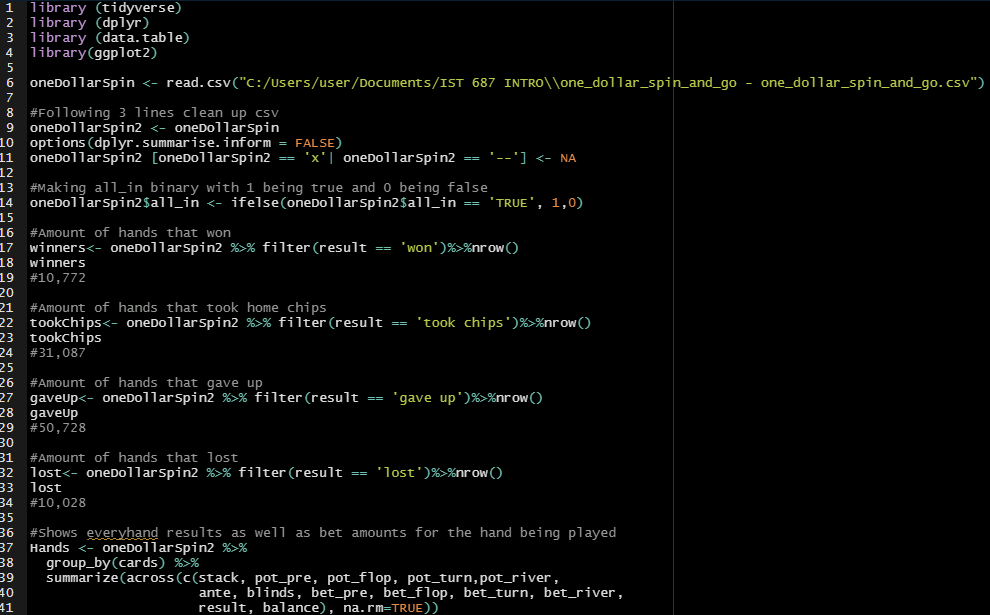 1 library (tidyverse)
2 library (dplyr)
3 library (data.table)
4 library(ggplot2)
5
6 oneDollarSpin <- read.csv("C:/Users/user/Documents/IST 687 INTRO\\one_dollar_spin_and_go - one_dollar_spin_and_go.csv")
7
8 #Following 3 lines clean up csv
9 oneDollarSpin2 <- oneDollarSpin
10 options(dplyr.summarise.inform = FALSE)
11 oneDollarSpin2 [oneDollarSpin2 == 'x'| oneDollarSpin2 == '--'] <- NA
12
13 #Making all_in binary with 1 being true and 0 being false
14 oneDollarSpin2$all_in <- ifelse(oneDollarSpin2$all_in == 'TRUE', 1,0)
15
16 #Amount of hands that won
17 winners<- oneDollarSpin2 %>% filter(result == 'won')%>%nrow()
18 winners
19 #10,772
20
21 #Amount of hands that took home chips
22 tookChips<- oneDollarSpin2 %>% filter(result == 'took chips')%>%nrow()
23 tookChips
24 #31,087
25
26 #Amount of hands that gave up
27 gaveUp<- oneDollarSpin2 %>% filter(result == 'gave up')%>%nrow()
28 gaveUp
29 #50,728
30
31 #Amount of hands that lost
32 lost<- oneDollarSpin2 %>% filter(result == 'lost')%>%nrow()
33 lost
34 #10,028
35
36 #Shows everyhand results as well as bet amounts for the hand being played
37 Hands <- oneDollarSpin2 %>%
38 group_by(cards) %>%
39 summarize(across(c(stack, pot_pre, pot_flop, pot_turn,pot_river,
40 ante, blinds, bet_pre, bet_flop, bet_turn, bet_river,
41 result, balance), na.rm=TRUE))